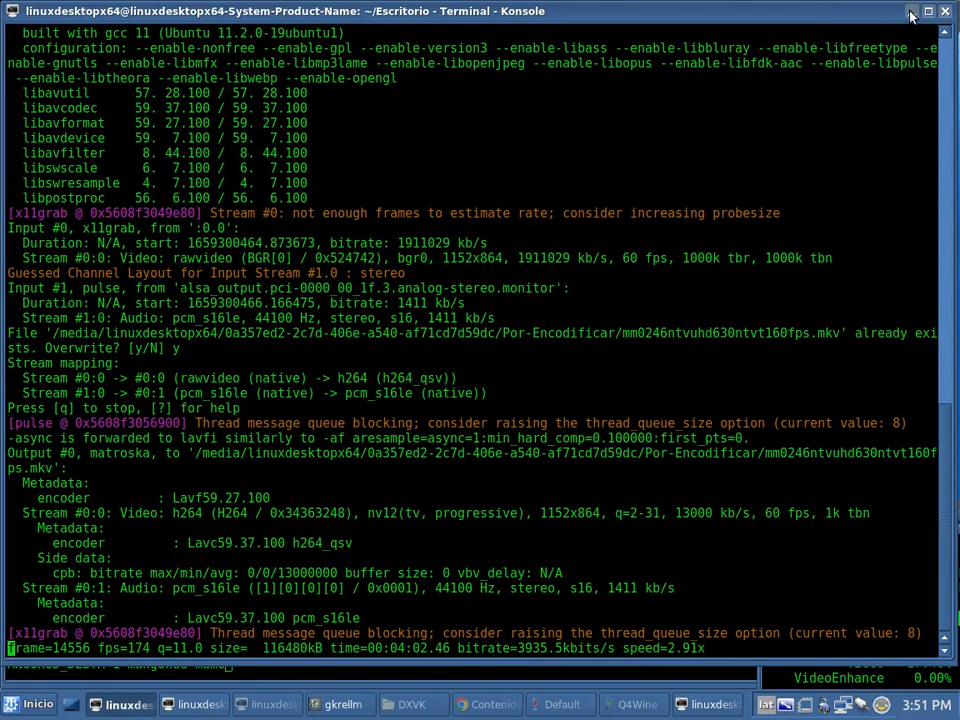 linuxdesktopx64@linuxdesktopx64-System-Product-Name: ~/Escritorio - Terminal - Konsole
built with gcc 11 (Ubuntu 11.2.0-19ubuntu1)
configuration: --enable-nonfree --enable-gpl --enable-version3 --enable-libass --enable-libbluray --enable-libfreetype --e
nable-gnutls --enable-libmfx --enable-libmp3lame --enable-libopenjpeg --enable-libopus --enable-libfdk-aac --enable-libpulse
--enable-libtheora --enable-libwebp --enable-opengl
libavutil 57. 28.100 / 57. 28.100
libavcodec 59. 37.100 / 59. 37.100
libavformat 59. 27.100 / 59. 27.100
libavdevice 59. 7.100 / 59. 7.100
libavfilter 8. 44.100 / 8. 44.100
libswscale 6. 7.100 / 6. 7.100
libswresample 4. 7.100 / 4. 7.100
libpostproc 56. 6.100 / 56. 6.100
[x11grab @ 0x5608f3049e80] Stream #0: not enough frames to estimate rate; consider increasing probesize
Input #0, x11grab, from ':0.0':
Duration: N/A, start: 1659300464.873673, bitrate: 1911029 kb/s
Stream #0:0: Video: rawvideo (BGR[0] / 0x524742), bgr0, 1152x864, 1911029 kb/s, 60 fps, 1000k tbr, 1000k tbn
Guessed Channel Layout for Input Stream #1.0 : stereo
Input #1, pulse, from 'alsa_output.pci-0000_00_1f.3.analog-stereo.monitor':
Duration: N/A, start: 1659300466.166475, bitrate: 1411 kb/s
Stream #1:0: Audio: pcm_s16le, 44100 Hz, stereo, s16, 1411 kb/s
File '/media/linuxdesktopx64/0a357ed2-2c7d-406e-a540-af71cd7d59dc/Por-Encodificar/mm0246ntvuhd630ntvt160fps.mkv' already exi
sts. Overwrite? [y/N] y
Stream mapping:
Stream #0:0 -> #0:0 (rawvideo (native) -> h264 (h264_qsv))
Stream #1:0 -> #0:1 (pcm_s16le (native) -> pcm_s16le (native))
Press [q] to stop, [?] for help
[pulse @ 0x5608f3056900] Thread message queue blocking; consider raising the thread_queue_size option (current value: 8)
-async is forwarded to lavfi similarly to -af aresample=async=1:min_hard_comp=0.100000:first_pts=0.
Output #0, matroska, to '/media/linuxdesktopx64/0a357ed2-2c7d-406e-a540-af71cd7d59dc/Por-Encodificar/mm0246ntvuhd630ntvt160f
ps.mkv':
Metadata:
encoder : Lavf59.27.100
Stream #0:0: Video: h264 (H264 / 0x34363248), nv12(tv, progressive), 1152x864, q=2-31, 13000 kb/s, 60 fps, 1k tbn
Metadata:
encoder : Lavc59.37.100 h264_qsv
Side data:
cpb: bitrate max/min/avg: 0/0/13000000 buffer size: 0 vbv_delay: N/A
Stream #0:1: Audio: pcm_s16le ([1][0][0][0] / 0x0001), 44100 Hz, stereo, s16, 1411 kb/s
Metadata:
encoder : Lavc59.37.100 pcm_s16le
[x11grab @ 0x5608f3049e80] Thread message queue blocking; consider raising the thread_queue_size option (current value: 8)
frame=14556 fps=174 q=11.0 size= 116480kB time=00:04:02.46 bitrate=3935.5kbits/s speed=2.91x
VideoEnhance 0.00%
Inicio linuxdes linuxdesk linuxdesk gkrellm DXVK Conteni Default - Q4Wine linuxdesk lat 3:51 PM